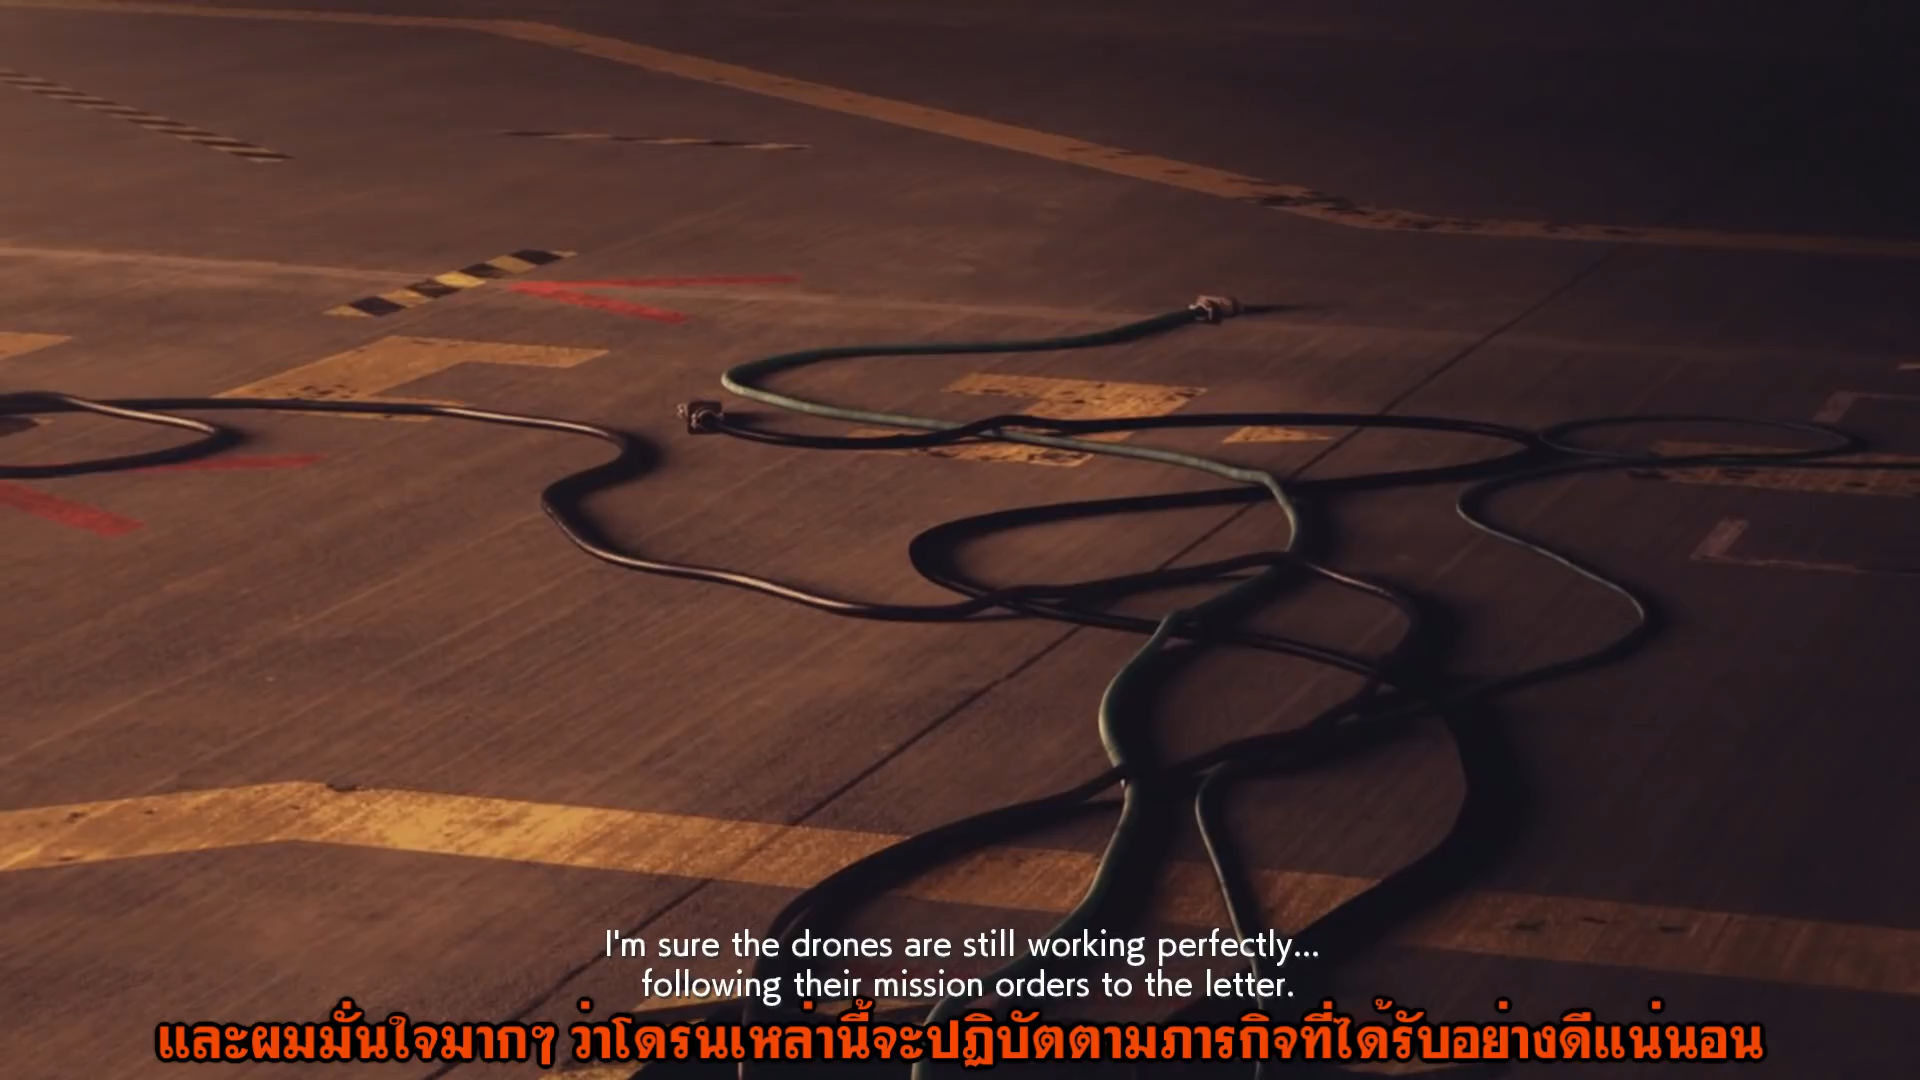 I'm sure the drones are still working perfectly...
following their mission orders to the letter.
และผมมั่นใจมากๆ ว่าโดรนเหล่านี้จะปฏิบัตตามภารกิจที่ได้รับอย่างดีแน่นอน